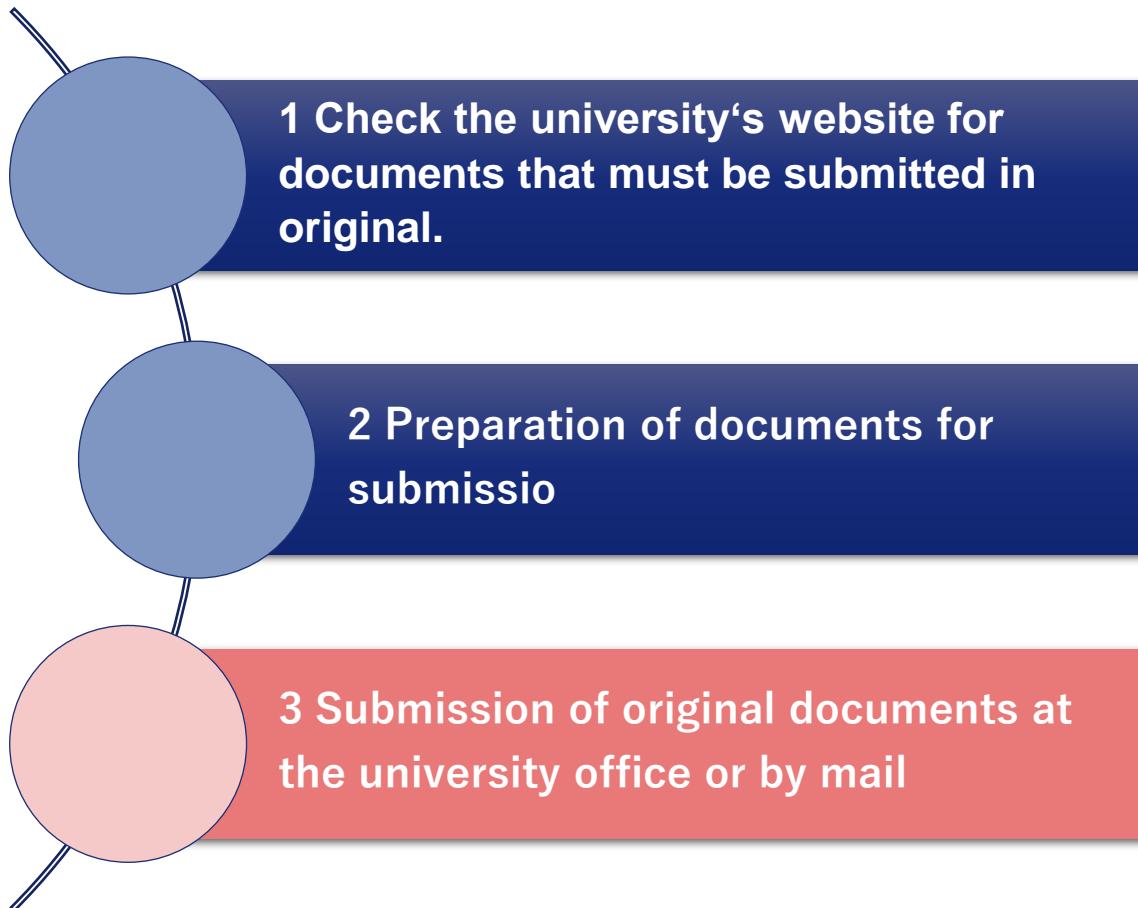 1 Check the university‘s website for
documents that must be submitted in
original.
2 Preparation of documents for
submissio
3 Submission of original documents at
the university office or by mail